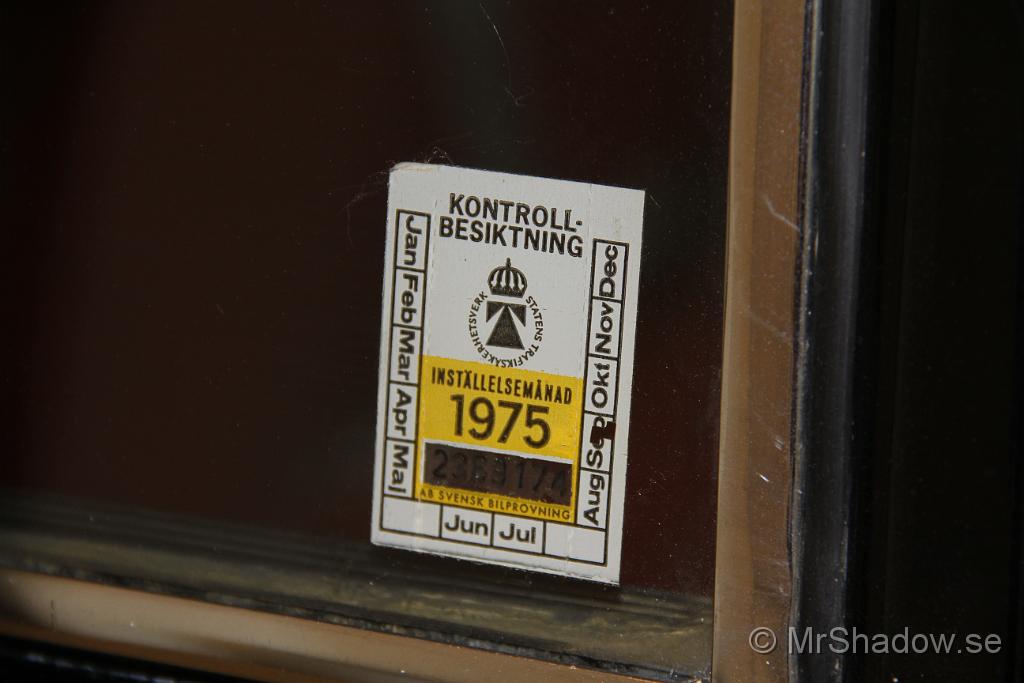 KONTROLL-
BESIKTNING
STATENS TRAFIKSÄKERHETSVERK
INSTÄLLELSEMÅNAD
1975
AB SVENSK BILPROVNING
Jan Feb Mar Apr Maj
Jun Jul
Aug Sep Okt Nov Dec
© MrShadow.se